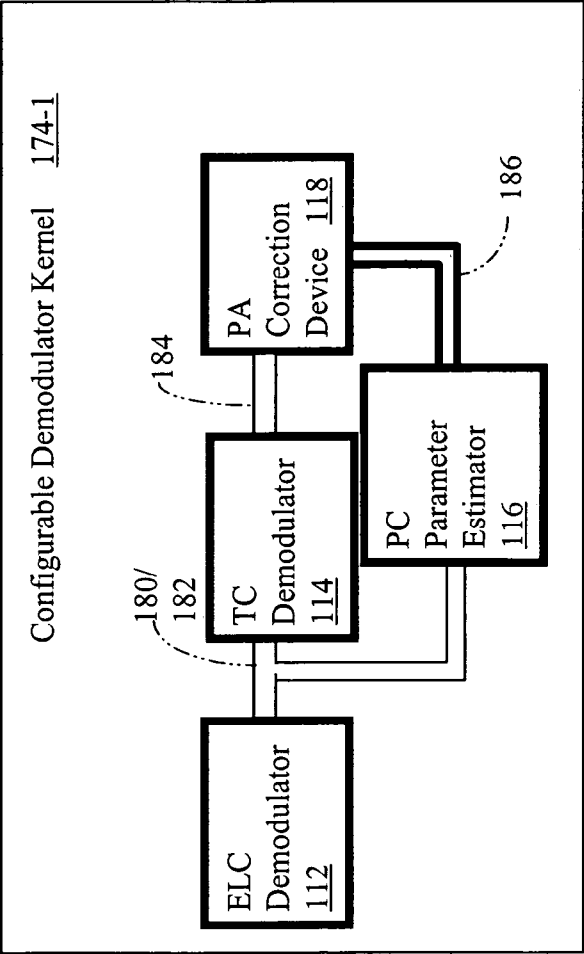 Configurable Demodulator Kernel 174-1
180/
182
184
ELC
Demodulator
112
TC
Demodulator
114
PA
Correction
Device 118
PC
Parameter
Estimator
116
186